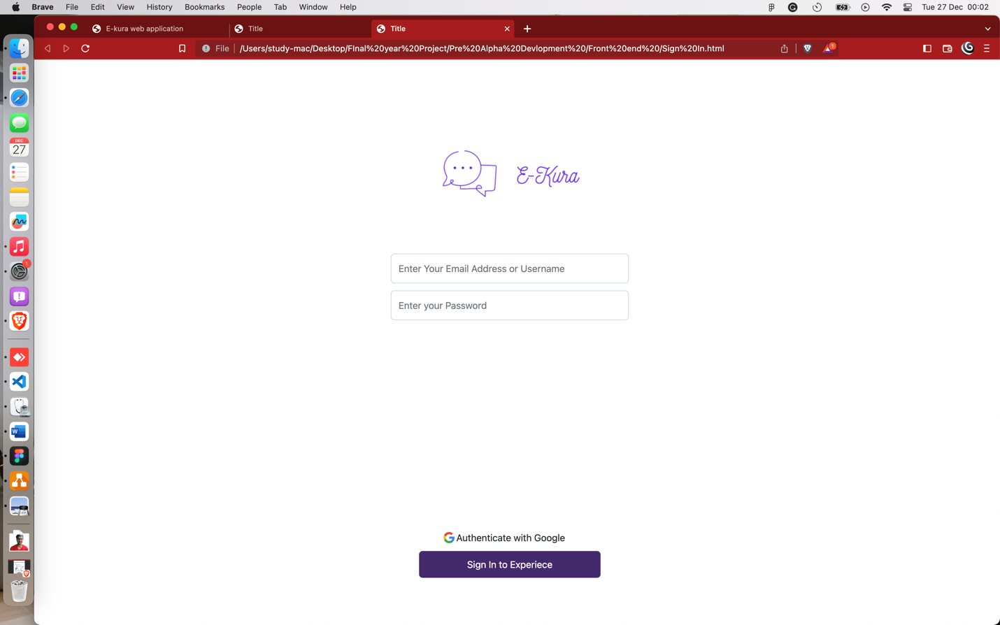 Brave File Edit View History Bookmarks People Tab Window Help Tue 27 Dec 00:02
E-kura web application Title Title
File /Users/study-mac/Desktop/FInal%20year%20Project/Pre%20Alpha%20Devlopment%20/Front%20end%20/Sign%20In.html 1
DEC
27
1
W
E-Kura
Enter Your Email Address or Username
Enter your Password
Authenticate with Google
Sign In to Experiece